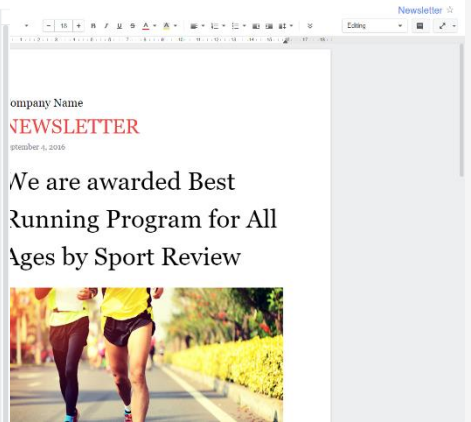 Newsletter
18
Editing
ompany Name
NEWSLETTER
ptember 4, 2016
We are awarded Best
Running Program for All
Ages by Sport Review